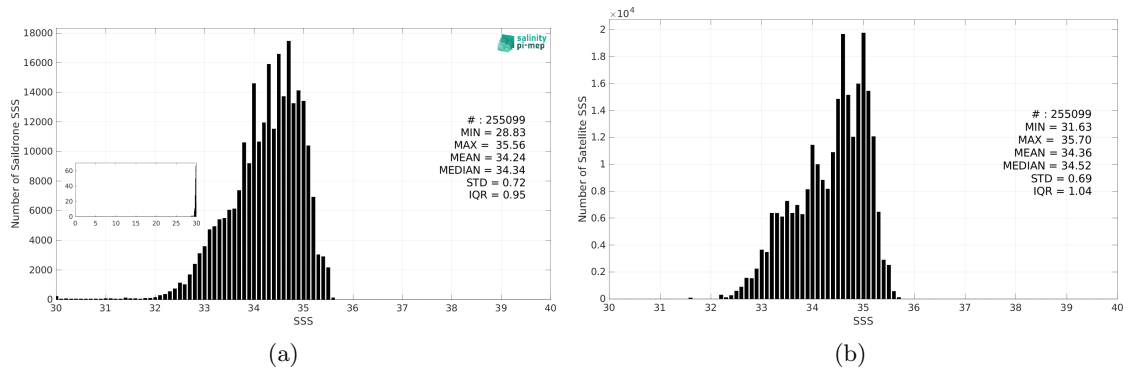 18000
16000
14000
12000
10000
8000
6000
4000
2000
0
Number of Saildrone SSS
salinity
pi-mep
# : 255099
MIN = 28.83
MAX = 35.56
MEAN = 34.24
MEDIAN = 34.34
STD = 0.72
IQR = 0.95
60
40
20
0
0 5 10 15 20 25 30
30 31 32 33 34 35 36 37 38 39 40
SSS
(a)
×10⁴
2
1.8
1.6
1.4
1.2
1
0.8
0.6
0.4
0.2
0
Number of Satellite SSS
# : 255099
MIN = 31.63
MAX = 35.70
MEAN = 34.36
MEDIAN = 34.52
STD = 0.69
IQR = 1.04
30 31 32 33 34 35 36 37 38 39 40
SSS
(b)